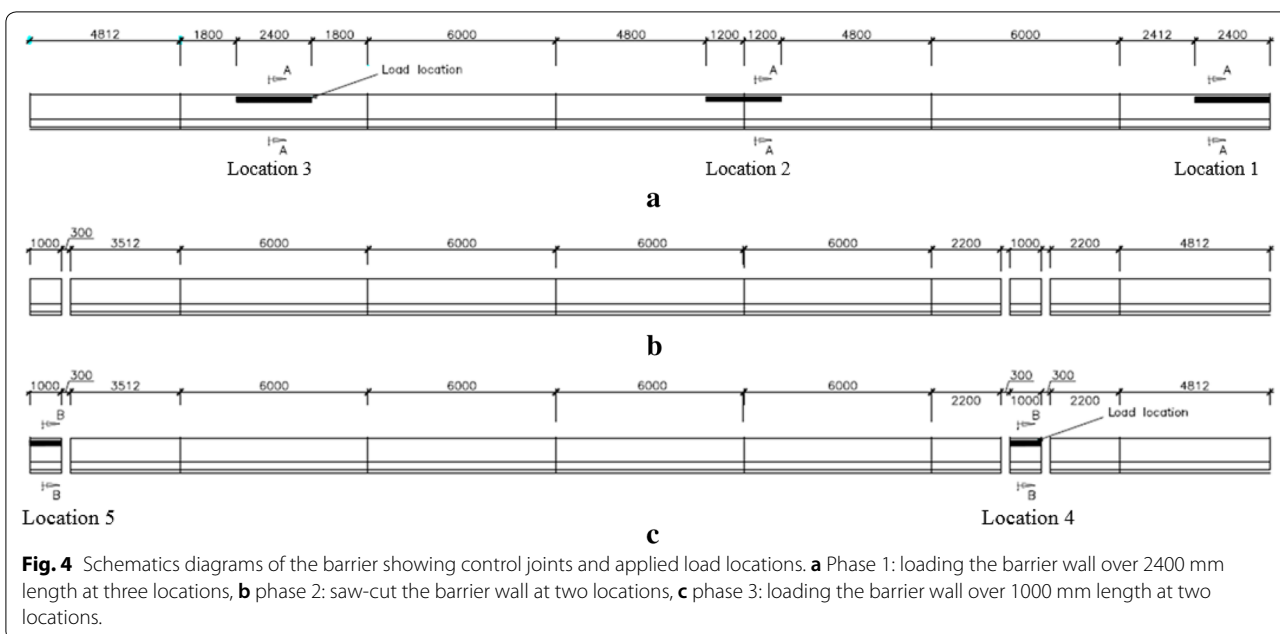 4812 1800 2400 1800 6000 4800 1200 1200 4800 6000 2412 2400
A Load location A A
A A A
Location 3 Location 2 Location 1
a
1000 300 3512 6000 6000 6000 6000 2200 1000 2200 4812
b
1000 300 3512 6000 6000 6000 6000 300 300 4812
2200 1000 2200
B B Load location
B B
Location 5 Location 4
c
Fig. 4 Schematics diagrams of the barrier showing control joints and applied load locations. a Phase 1: loading the barrier wall over 2400 mm
length at three locations, b phase 2: saw-cut the barrier wall at two locations, c phase 3: loading the barrier wall over 1000 mm length at two
locations.